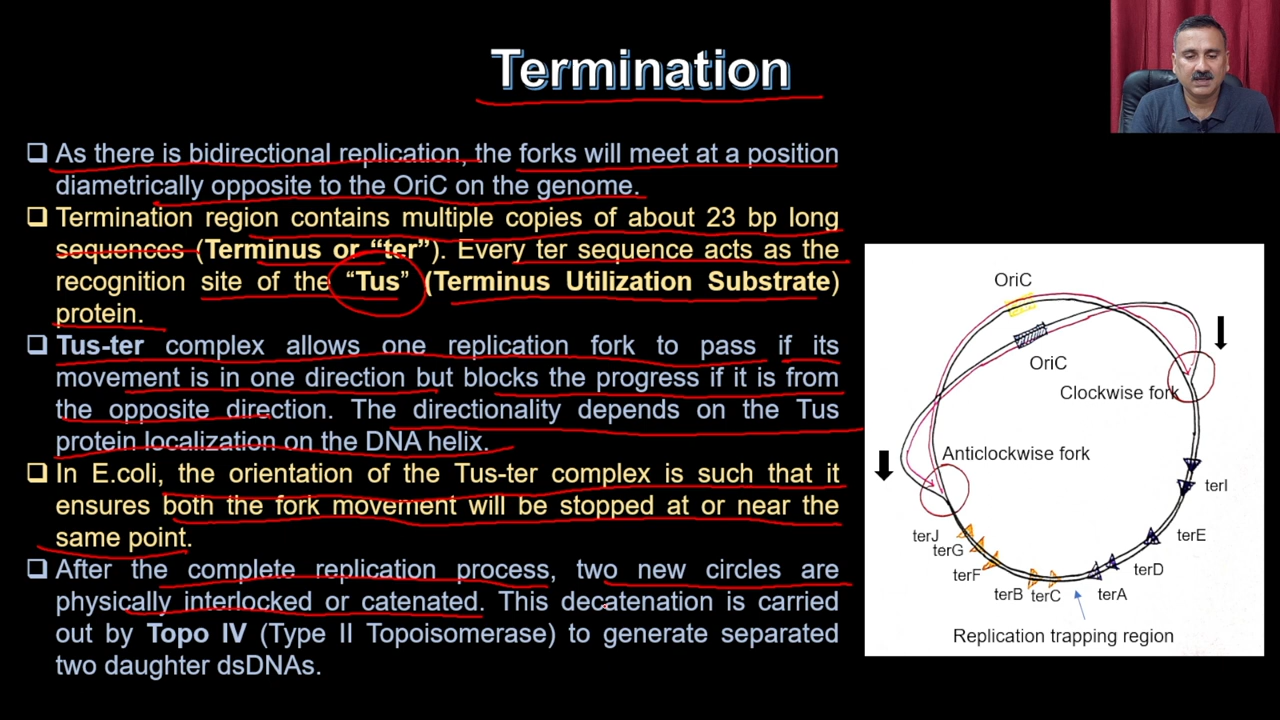 Termination
❑ As there is bidirectional replication, the forks will meet at a position
diametrically opposite to the OriC on the genome.
❑ Termination region contains multiple copies of about 23 bp long
sequences (Terminus or “ter”). Every ter sequence acts as the
recognition site of the “Tus” (Terminus Utilization Substrate)
protein.
❑ Tus-ter complex allows one replication fork to pass if its
movement is in one direction but blocks the progress if it is from
the opposite direction. The directionality depends on the Tus
protein localization on the DNA helix.
❑ In E.coli, the orientation of the Tus-ter complex is such that it
ensures both the fork movement will be stopped at or near the
same point.
❑ After the complete replication process, two new circles are
physically interlocked or catenated. This decatenation is carried
out by Topo IV (Type II Topoisomerase) to generate separated
two daughter dsDNAs.
OriC
OriC
Clockwise fork
Anticlockwise fork
terI
terJ
terE
terG
terF
terD
terB
terC
terA
Replication trapping region